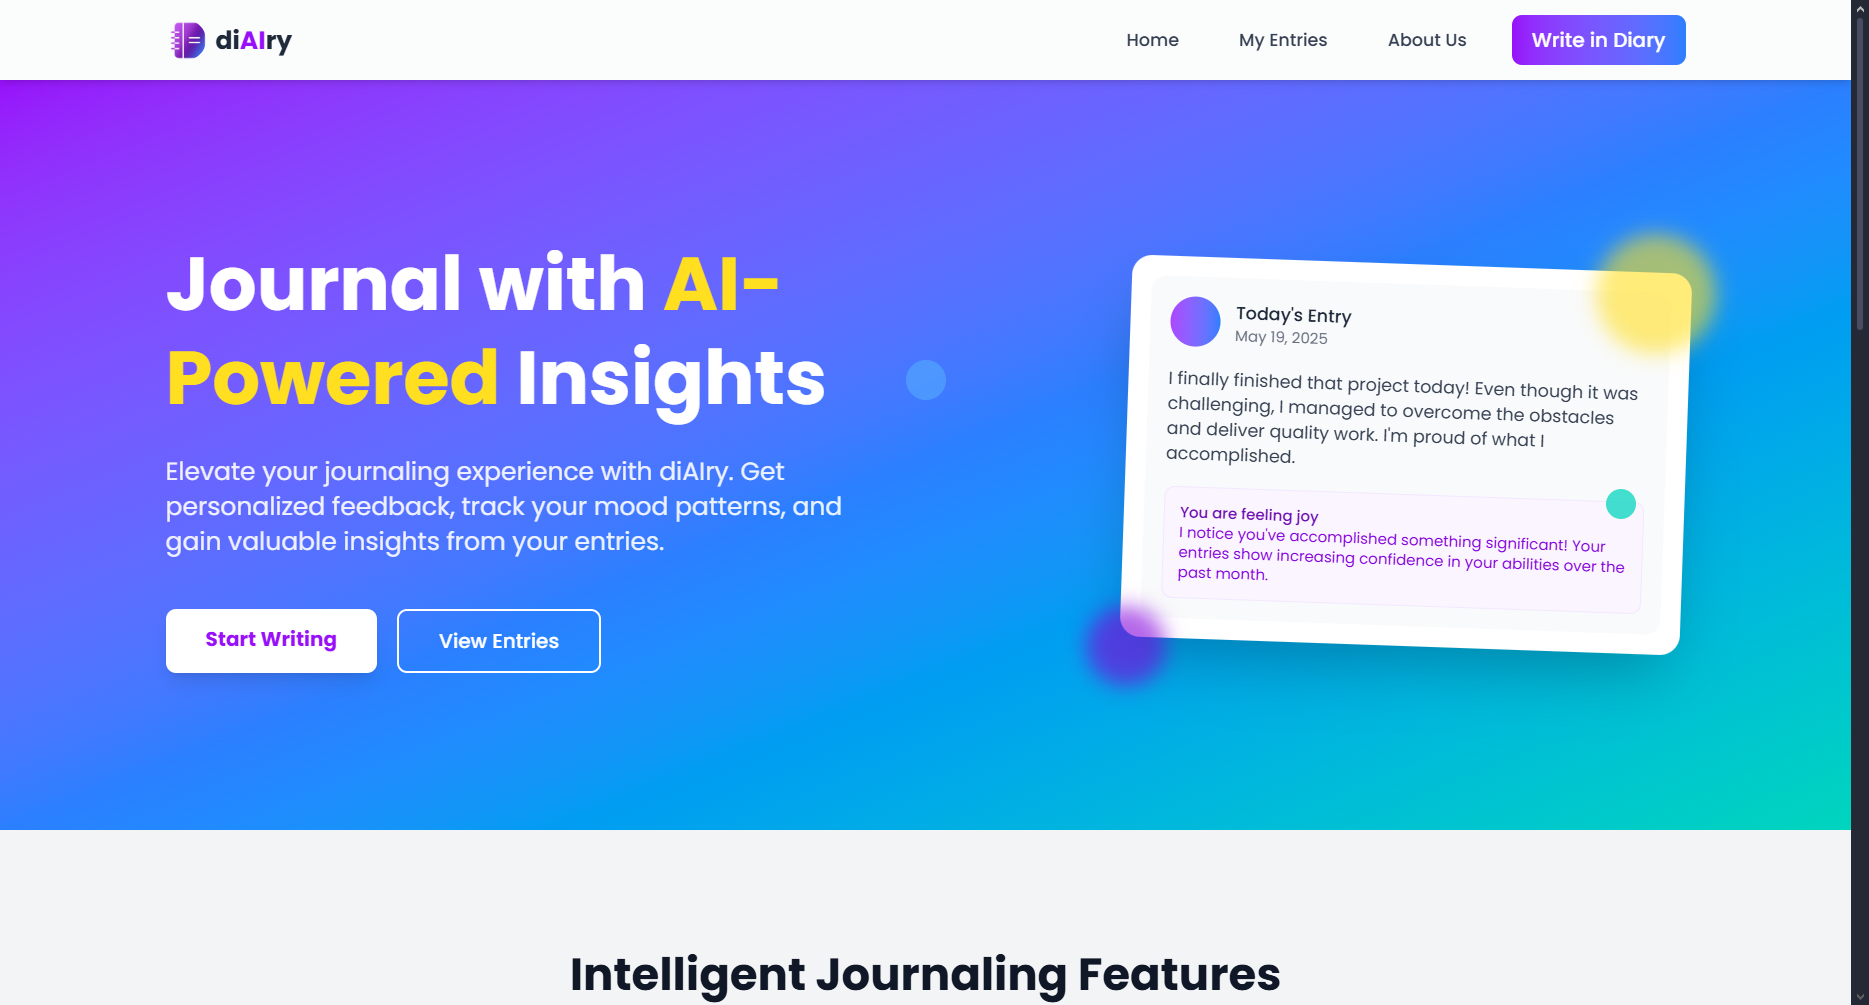 diAIry
Home
My Entries
About Us
Write in Diary
Journal with AI-
Powered Insights
Elevate your journaling experience with diAIry. Get
personalized feedback, track your mood patterns, and
gain valuable insights from your entries.
Start Writing
View Entries
Today's Entry
May 19, 2025
I finally finished that project today! Even though it was
challenging, I managed to overcome the obstacles
and deliver quality work. I'm proud of what I
accomplished.
You are feeling joy
I notice you've accomplished something significant! Your
entries show increasing confidence in your abilities over the
past month.
Intelligent Journaling Features